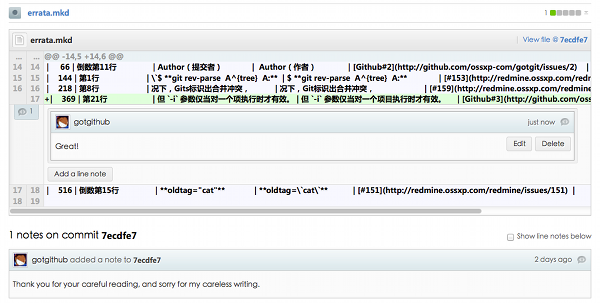 errata.mkd 1
errata.mkd View file @ 7ecdfe7
... ... @@ -14,5 +14,6 @@
14 14 | 66 | 倒数第11行 | Author（提交者） | Author（作者） | [Github#2](http://github.com/ossxp-com/gotgit/issues/2) |
15 15 | 144 | 第1行 | \`$ **git rev-parse A^{tree} A:** | $ **git rev-parse A^{tree} A:** | [#153](http://redmine.ossxp.com/redm
16 16 | 218 | 第8行 | 况下，Gits标识出合并冲突， | 况下，Git标识出合并冲突， | [#159](http://redmine.ossxp.com/redmine
17 +| 369 | 第21行 | 但 `-i` 参数仅当对一个项执行时才有效。 | 但 `-i` 参数仅当对一个项目执行时才有效。 | [Github#3](http://github.com/oss
1
gotgithub just now
Great! Edit Delete
Add a line note
17 18 | 516 | 倒数第15行 | **oldtag="cat"** | **oldtag=\`cat\`** | [#151](http://redmine.ossxp.com/redmine/issues/151) |
18 19
1 notes on commit 7ecdfe7 Show line notes below
gotgithub added a note to 7ecdfe7 2 days ago
Thank you for your careful reading, and sorry for my careless writing.